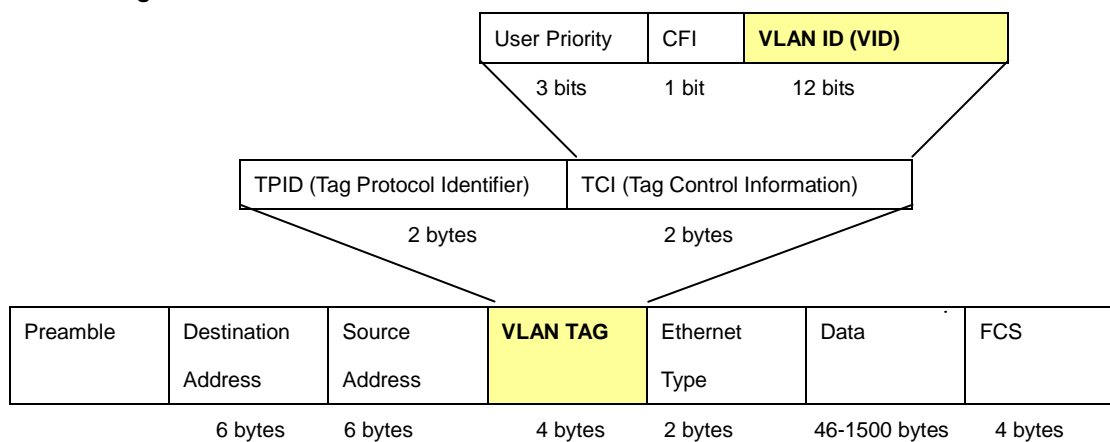 User Priority CFI VLAN ID (VID)
3 bits 1 bit 12 bits
TPID (Tag Protocol Identifier) TCI (Tag Control Information)
2 bytes 2 bytes
Preamble Destination Source VLAN TAG Ethernet Data FCS
Address Address Type
6 bytes 6 bytes 4 bytes 2 bytes 46-1500 bytes 4 bytes